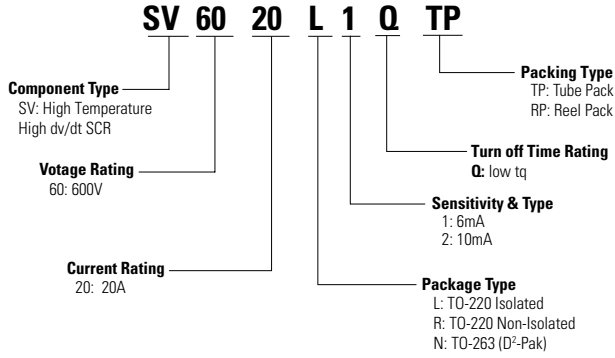 SV 60 20 L 1 Q TP
Component Type
SV: High Temperature
High dv/dt SCR
Votage Rating
60: 600V
Current Rating
20: 20A
Packing Type
TP: Tube Pack
RP: Reel Pack
Turn off Time Rating
Q: low tq
Sensitivity & Type
1: 6mA
2: 10mA
Package Type
L: TO-220 Isolated
R: TO-220 Non-Isolated
N: TO-263 (D²-Pak)